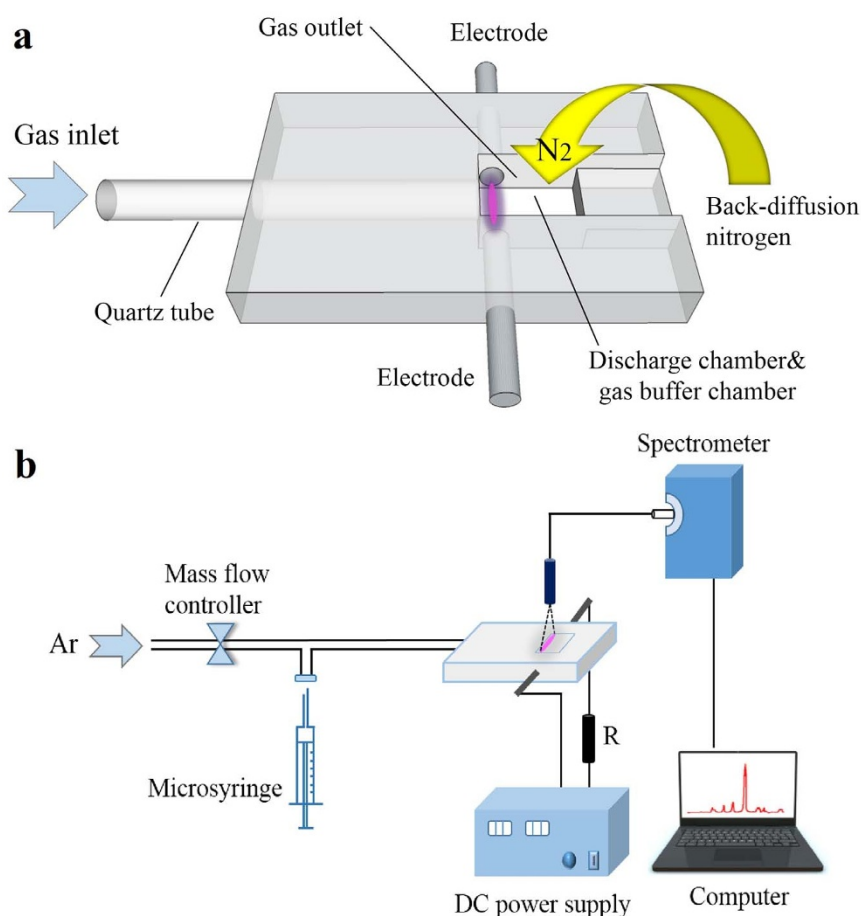 a
Gas outlet
Electrode
Gas inlet
N2
Back-diffusion
nitrogen
Quartz tube
Electrode
Discharge chamber&
gas buffer chamber
b
Spectrometer
Mass flow
controller
Ar
R
Microsyringe
DC power supply
Computer